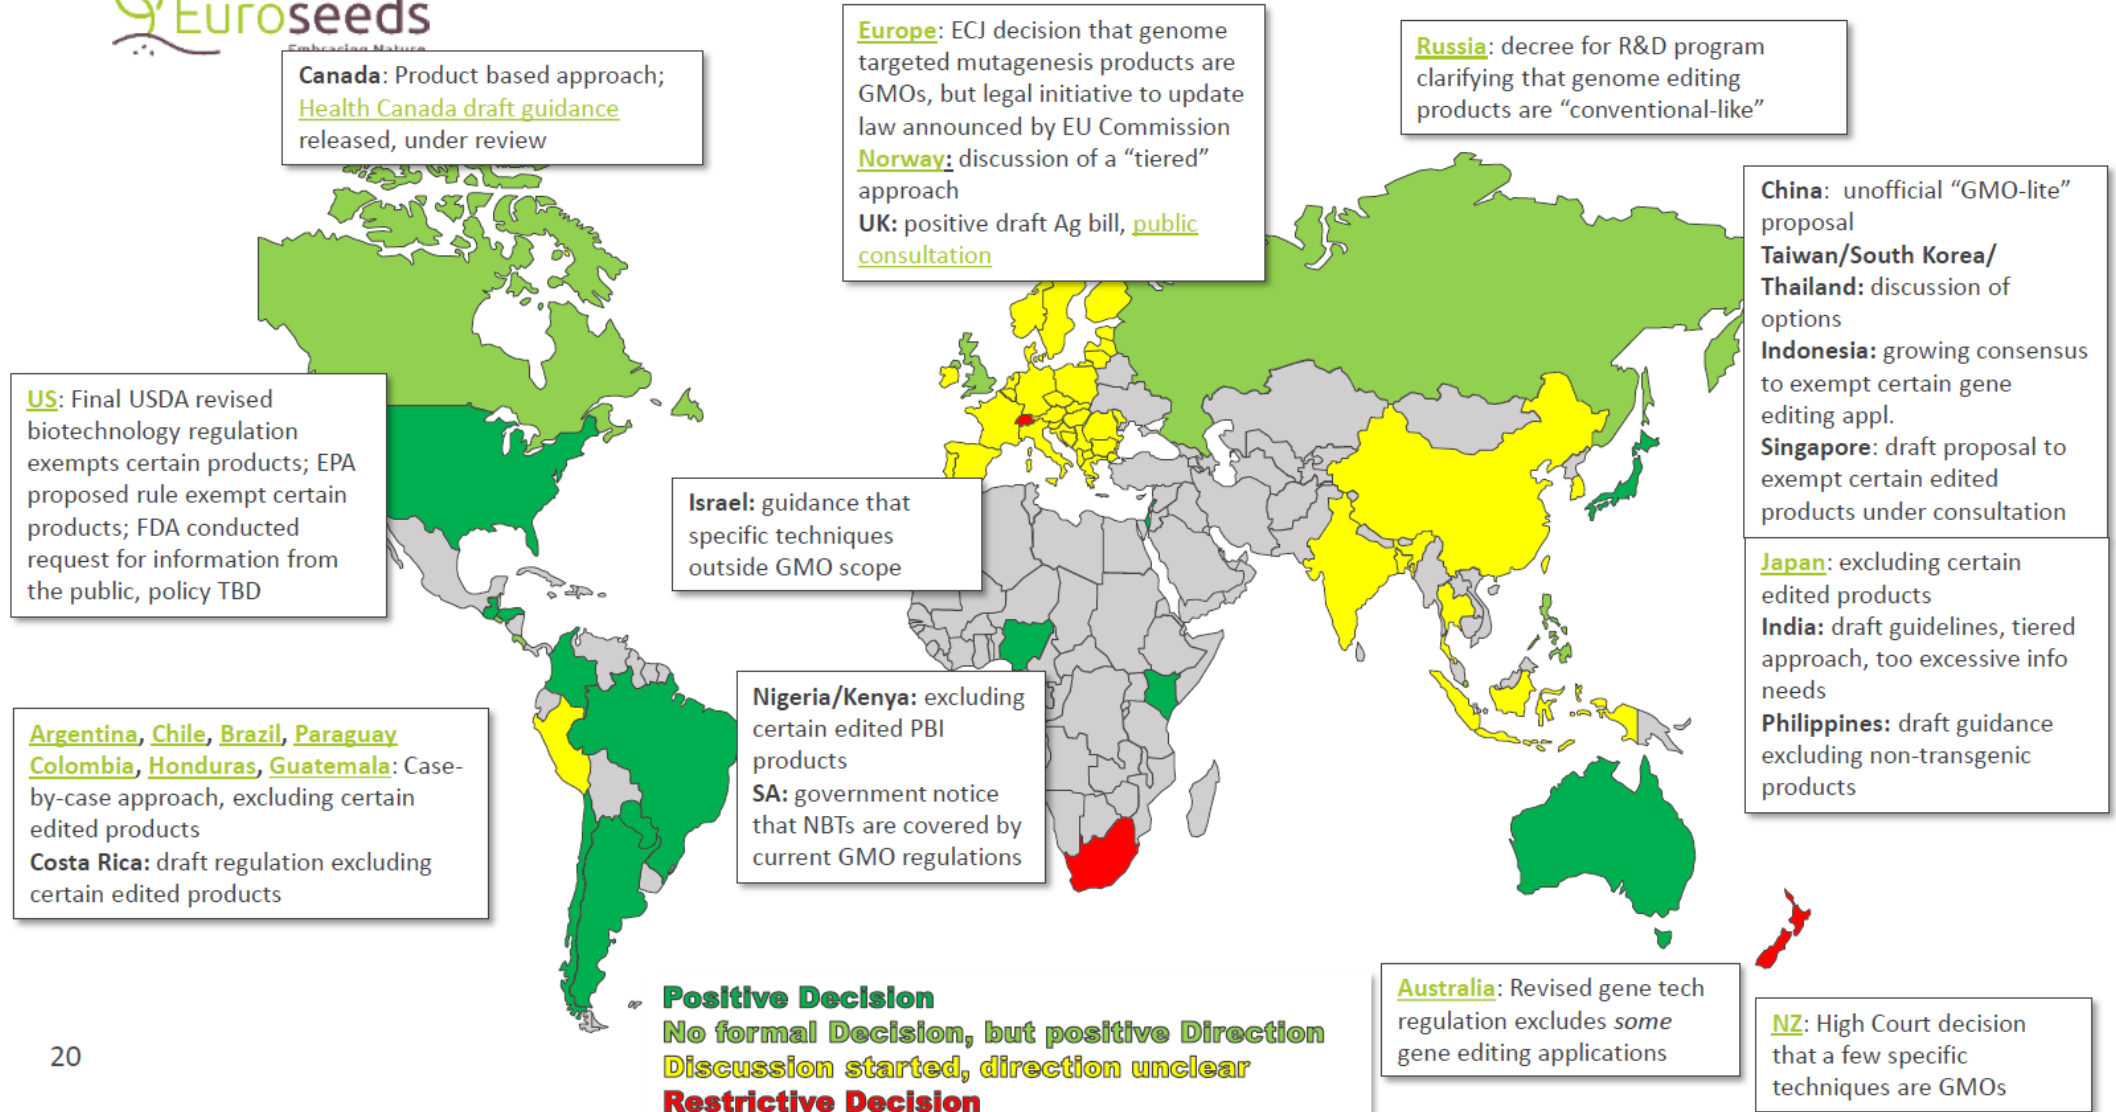 Euroseeds
Embracing Nature
Canada: Product based approach;
Health Canada draft guidance
released, under review
Europe: ECJ decision that genome
targeted mutagenesis products are
GMOs, but legal initiative to update
law announced by EU Commission
Norway: discussion of a “tiered”
approach
UK: positive draft Ag bill, public
consultation
Russia: decree for R&D program
clarifying that genome editing
products are “conventional-like”
China: unofficial “GMO-lite”
proposal
Taiwan/South Korea/
Thailand: discussion of
options
Indonesia: growing consensus
to exempt certain gene
editing appl.
Singapore: draft proposal to
exempt certain edited
products under consultation
US: Final USDA revised
biotechnology regulation
exempts certain products; EPA
proposed rule exempt certain
products; FDA conducted
request for information from
the public, policy TBD
Israel: guidance that
specific techniques
outside GMO scope
Japan: excluding certain
edited products
India: draft guidelines, tiered
approach, too excessive info
needs
Philippines: draft guidance
excluding non-transgenic
products
Argentina, Chile, Brazil, Paraguay
Colombia, Honduras, Guatemala: Case-
by-case approach, excluding certain
edited products
Costa Rica: draft regulation excluding
certain edited products
Nigeria/Kenya: excluding
certain edited PBI
products
SA: government notice
that NBTs are covered by
current GMO regulations
Australia: Revised gene tech
regulation excludes some
gene editing applications
NZ: High Court decision
that a few specific
techniques are GMOs
Positive Decision
No formal Decision, but positive Direction
Discussion started, direction unclear
Restrictive Decision
20